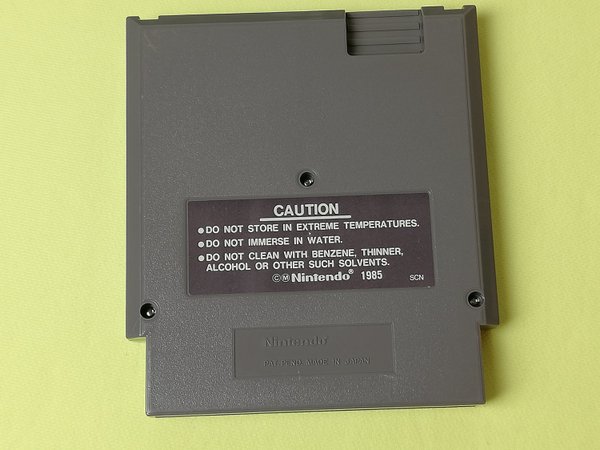 CAUTION
●DO NOT STORE IN EXTREME TEMPERATURES.
●DO NOT IMMERSE IN WATER.
●DO NOT CLEAN WITH BENZENE, THINNER,
ALCOHOL OR OTHER SUCH SOLVENTS.
©Ⓜ Nintendo® 1985 SCN
Nintendo®
PAT. PEND. MADE IN JAPAN